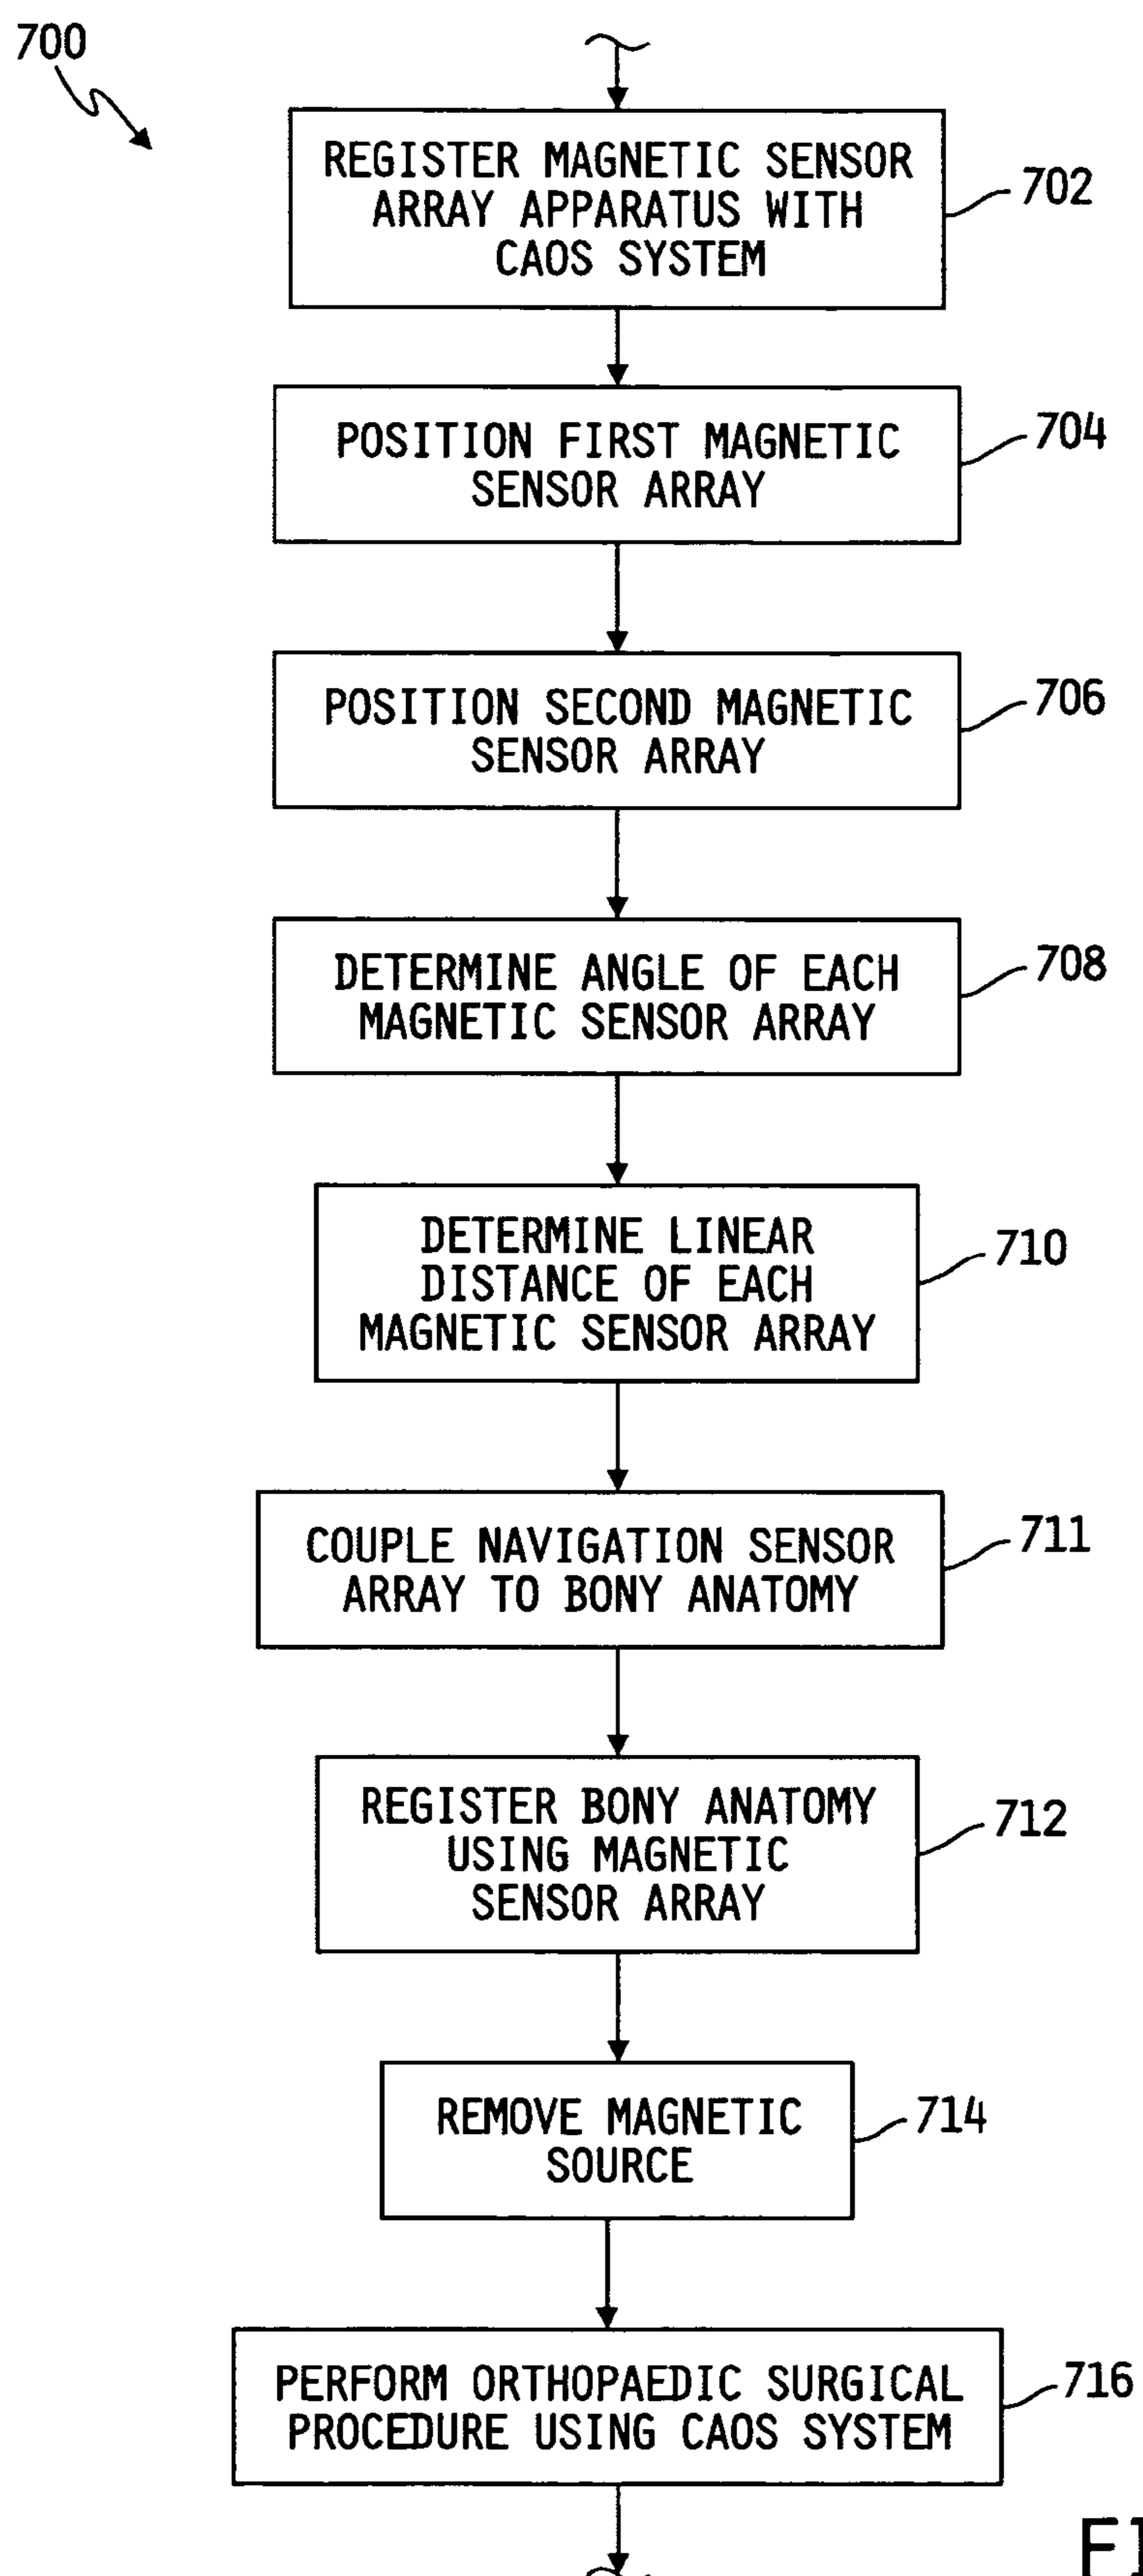 700
REGISTER MAGNETIC SENSOR
ARRAY APPARATUS WITH
CAOS SYSTEM
702
POSITION FIRST MAGNETIC
SENSOR ARRAY
704
POSITION SECOND MAGNETIC
SENSOR ARRAY
706
DETERMINE ANGLE OF EACH
MAGNETIC SENSOR ARRAY
708
DETERMINE LINEAR
DISTANCE OF EACH
MAGNETIC SENSOR ARRAY
710
COUPLE NAVIGATION SENSOR
ARRAY TO BONY ANATOMY
711
REGISTER BONY ANATOMY
USING MAGNETIC
SENSOR ARRAY
712
REMOVE MAGNETIC
SOURCE
714
PERFORM ORTHOPAEDIC SURGICAL
PROCEDURE USING CAOS SYSTEM
716